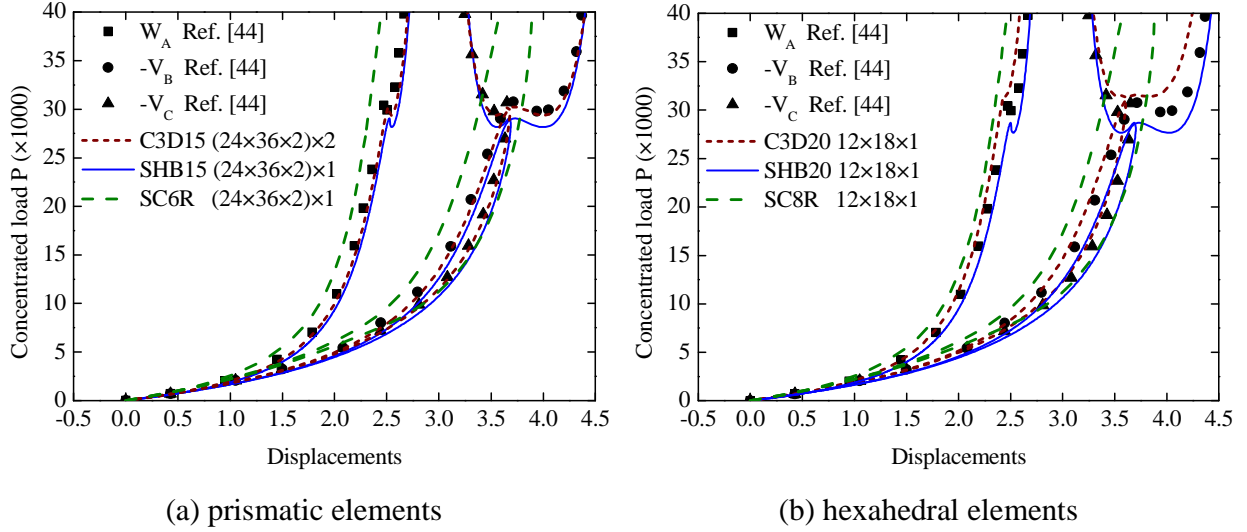 40
35
30
25
20
15
10
5
0
Concentrated load P (×1000)
W_A Ref. [44]
-V_B Ref. [44]
-V_C Ref. [44]
C3D15 (24×36×2)×2
SHB15 (24×36×2)×1
SC6R (24×36×2)×1
-0.5 0.0 0.5 1.0 1.5 2.0 2.5 3.0 3.5 4.0 4.5
Displacements
(a) prismatic elements
40
35
30
25
20
15
10
5
0
Concentrated load P (×1000)
W_A Ref. [44]
-V_B Ref. [44]
-V_C Ref. [44]
C3D20 12×18×1
SHB20 12×18×1
SC8R 12×18×1
-0.5 0.0 0.5 1.0 1.5 2.0 2.5 3.0 3.5 4.0 4.5
Displacements
(b) hexahedral elements